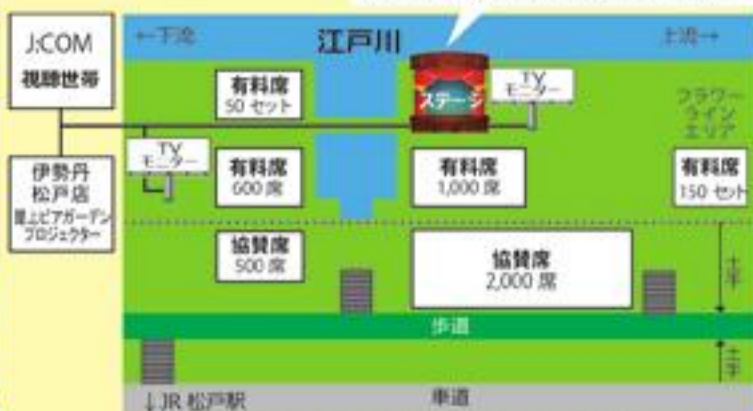 J:COM
視聴世帯
伊勢丹
松戸店
屋上ビアガーデン
プロジェクター
←下流
江戸川
上流→
有料席
50 セット
ステージ
TV
モニター
フラワー
ライン
エリア
TV
モニター
有料席
600 席
有料席
1,000 席
有料席
150 セット
協賛席
500 席
協賛席
2,000 席
土手
歩道
土手
↓JR 松戸駅
車道